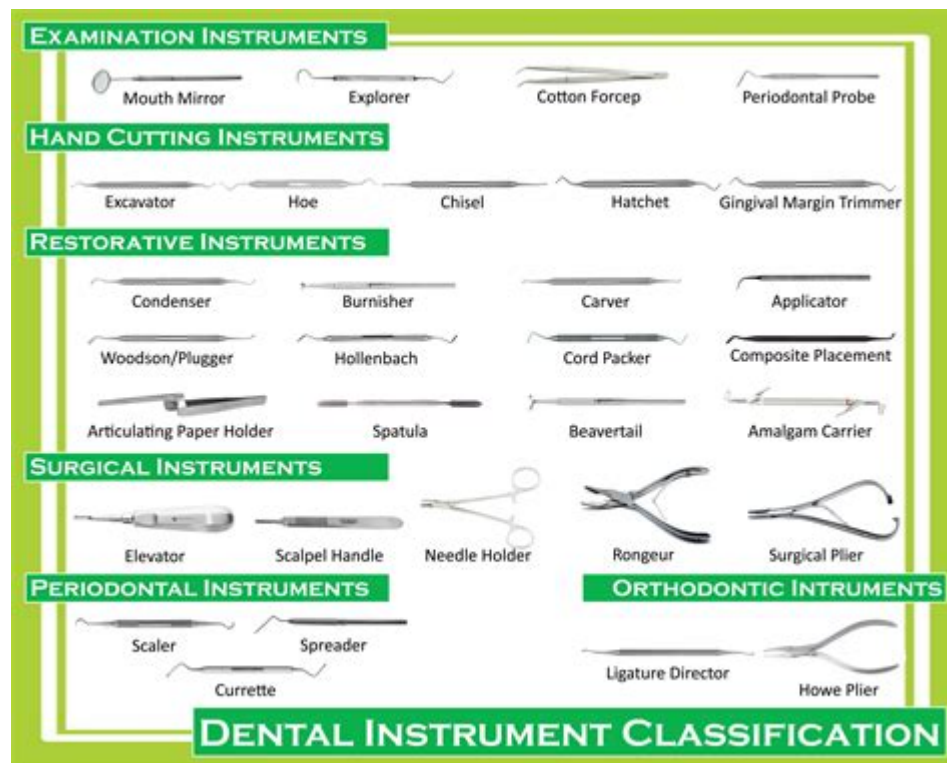 EXAMINATION INSTRUMENTS
Mouth Mirror
Explorer
Cotton Forcep
Periodontal Probe
HAND CUTTING INSTRUMENTS
Excavator
Hoe
Chisel
Hatchet
Gingival Margin Trimmer
RESTORATIVE INSTRUMENTS
Condenser
Burnisher
Carver
Applicator
Woodson/Plugger
Hollenbach
Cord Packer
Composite Placement
Articulating Paper Holder
Spatula
Beavertail
Amalgam Carrier
SURGICAL INSTRUMENTS
Elevator
Scalpel Handle
Needle Holder
Rongeur
Surgical Plier
PERIODONTAL INSTRUMENTS
Scaler
Spreader
Currette
ORTHODONTIC INTRUMENTS
Ligature Director
Howe Plier
DENTAL INSTRUMENT CLASSIFICATION